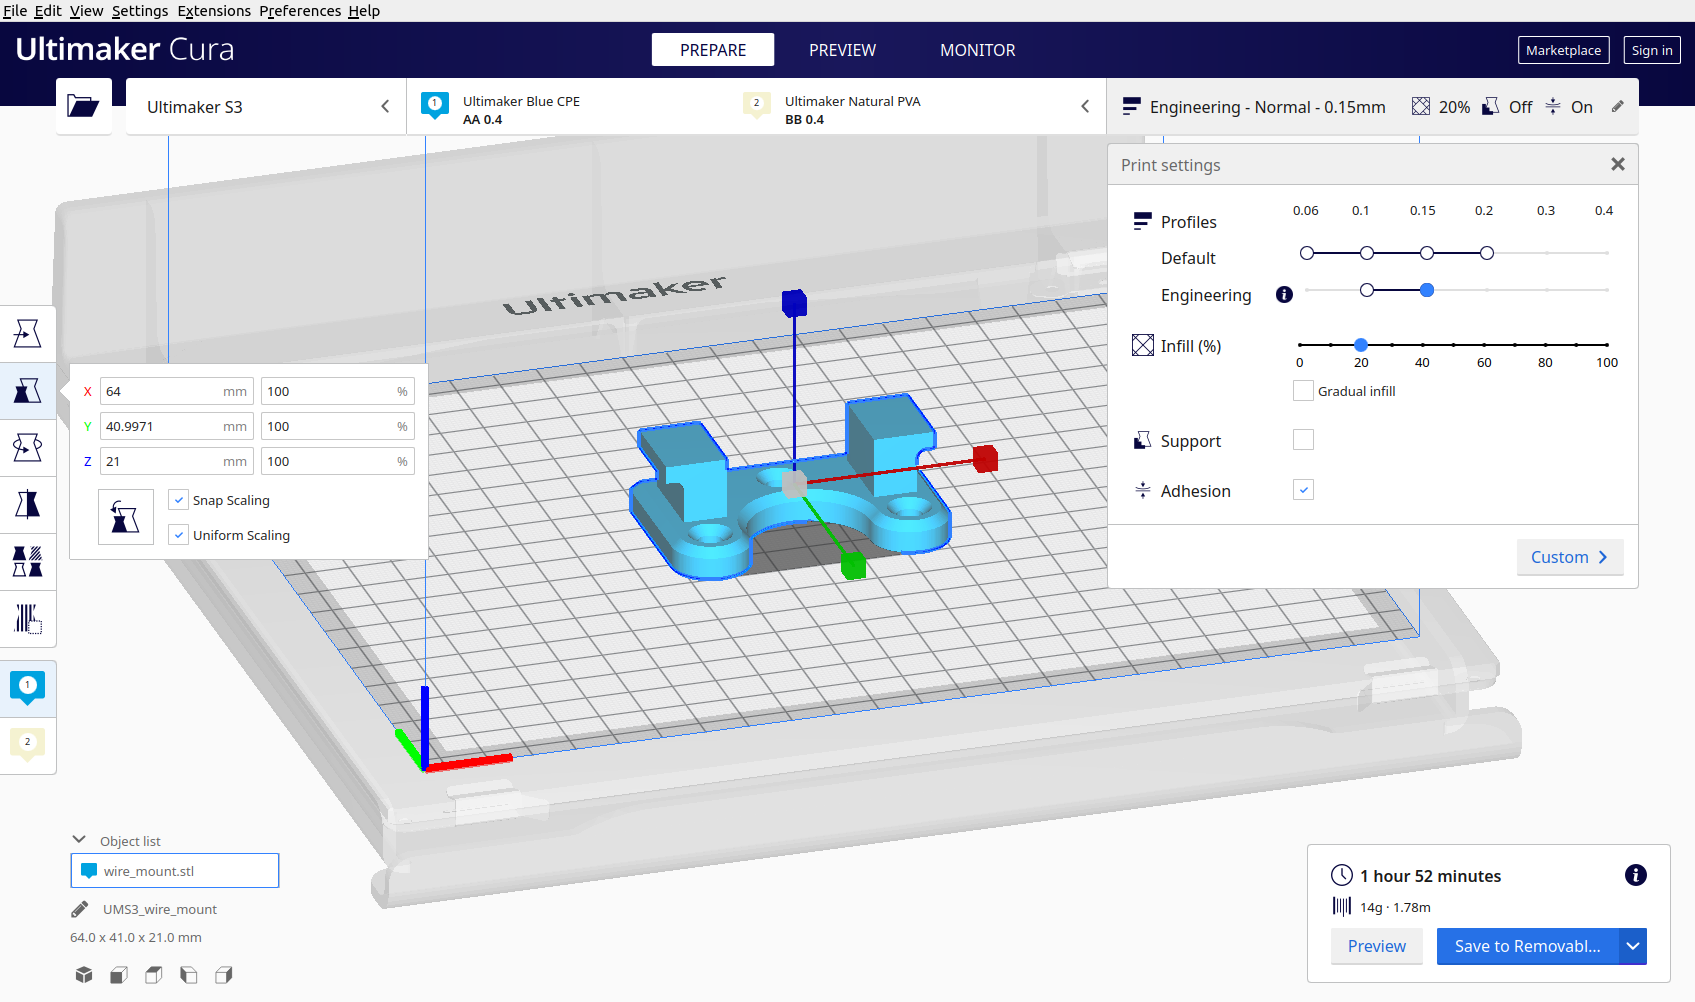 File Edit View Settings Extensions Preferences Help
Ultimaker Cura
PREPARE
PREVIEW
MONITOR
Marketplace
Sign in
Ultimaker S3
1
Ultimaker Blue CPE
AA 0.4
2
Ultimaker Natural PVA
BB 0.4
Engineering - Normal - 0.15mm
20%
Off
On
Print settings
Profiles
0.06 0.1 0.15 0.2 0.3 0.4
Default
Engineering
Infill (%)
0 20 40 60 80 100
Gradual infill
Support
Adhesion
Custom
Ultimaker
X 64 mm 100 %
Y 40.9971 mm 100 %
Z 21 mm 100 %
Snap Scaling
Uniform Scaling
1
2
Object list
wire_mount.stl
UMS3_wire_mount
64.0 x 41.0 x 21.0 mm
1 hour 52 minutes
14g · 1.78m
Preview
Save to Removabl...